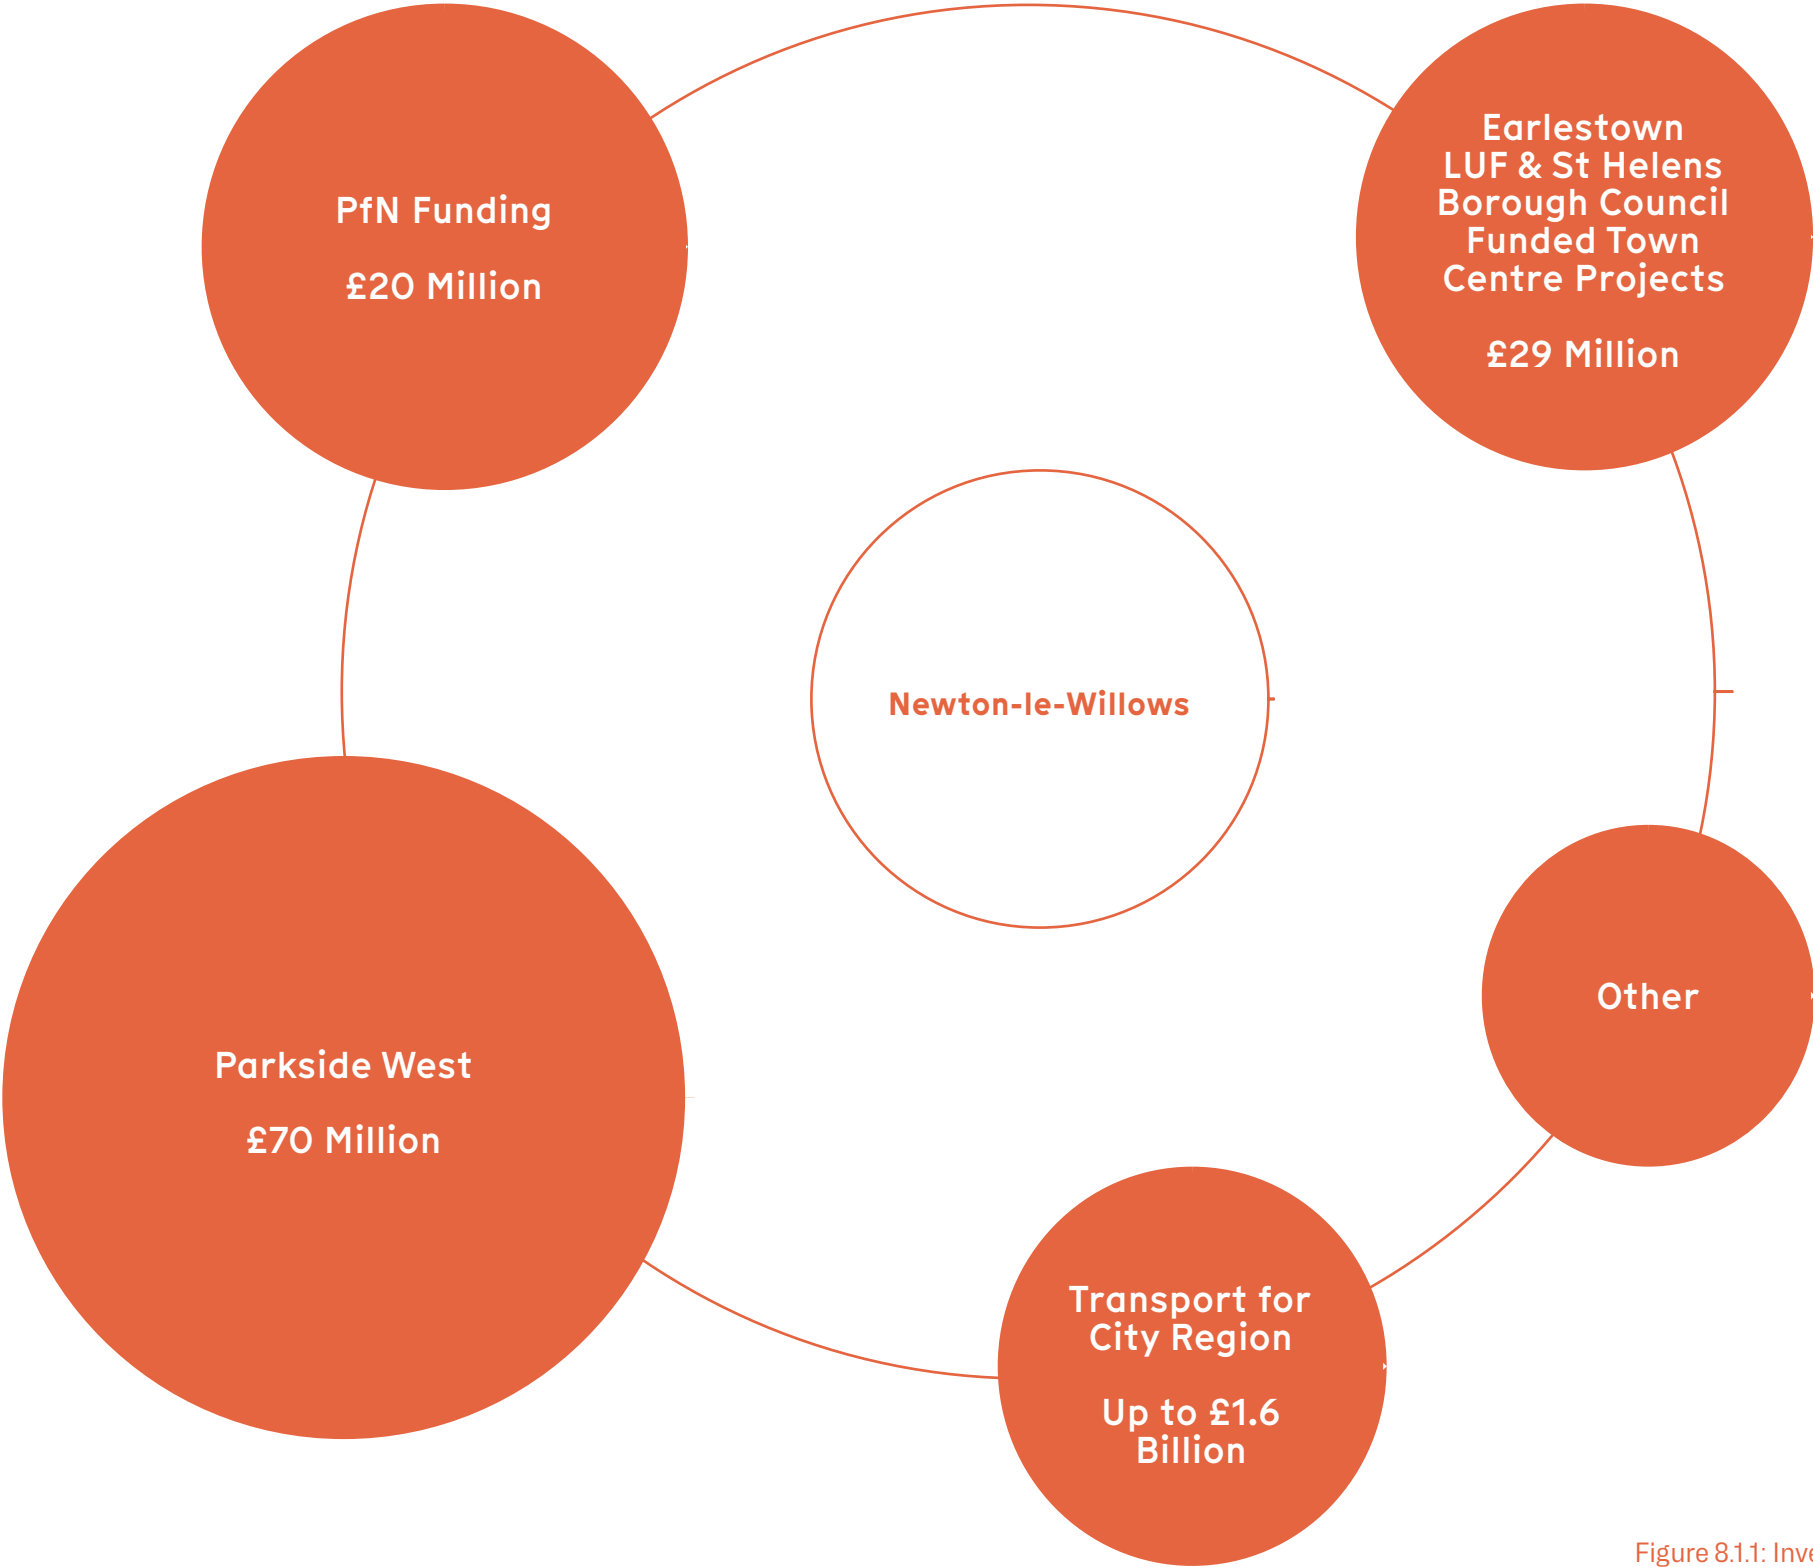 PfN Funding
£20 Million
Earlestown
LUF & St Helens
Borough Council
Funded Town
Centre Projects
£29 Million
Newton-le-Willows
Other
Parkside West
£70 Million
Transport for
City Region
Up to £1.6
Billion
Figure 8.1.1: